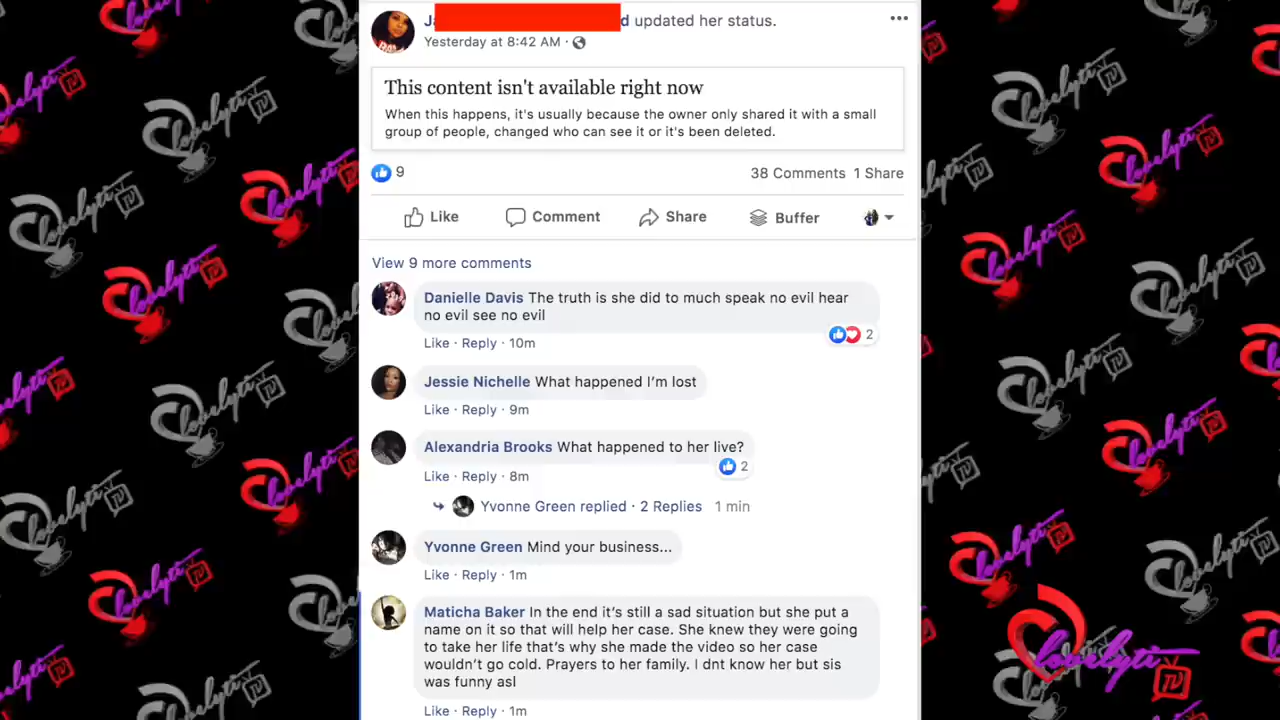 J
d updated her status.
Yesterday at 8:42 AM ·
This content isn't available right now
When this happens, it's usually because the owner only shared it with a small
group of people, changed who can see it or it's been deleted.
9
38 Comments 1 Share
Like Comment Share Buffer
View 9 more comments
Danielle Davis The truth is she did to much speak no evil hear
no evil see no evil
2
Like · Reply · 10m
Jessie Nichelle What happened I'm lost
Like · Reply · 9m
Alexandria Brooks What happened to her live?
2
Like · Reply · 8m
Yvonne Green replied · 2 Replies 1 min
Yvonne Green Mind your business...
Like · Reply · 1m
Maticha Baker In the end it's still a sad situation but she put a
name on it so that will help her case. She knew they were going
to take her life that's why she made the video so her case
wouldn't go cold. Prayers to her family. I dnt know her but sis
was funny asl
Like · Reply · 1m
lovelyti
TV